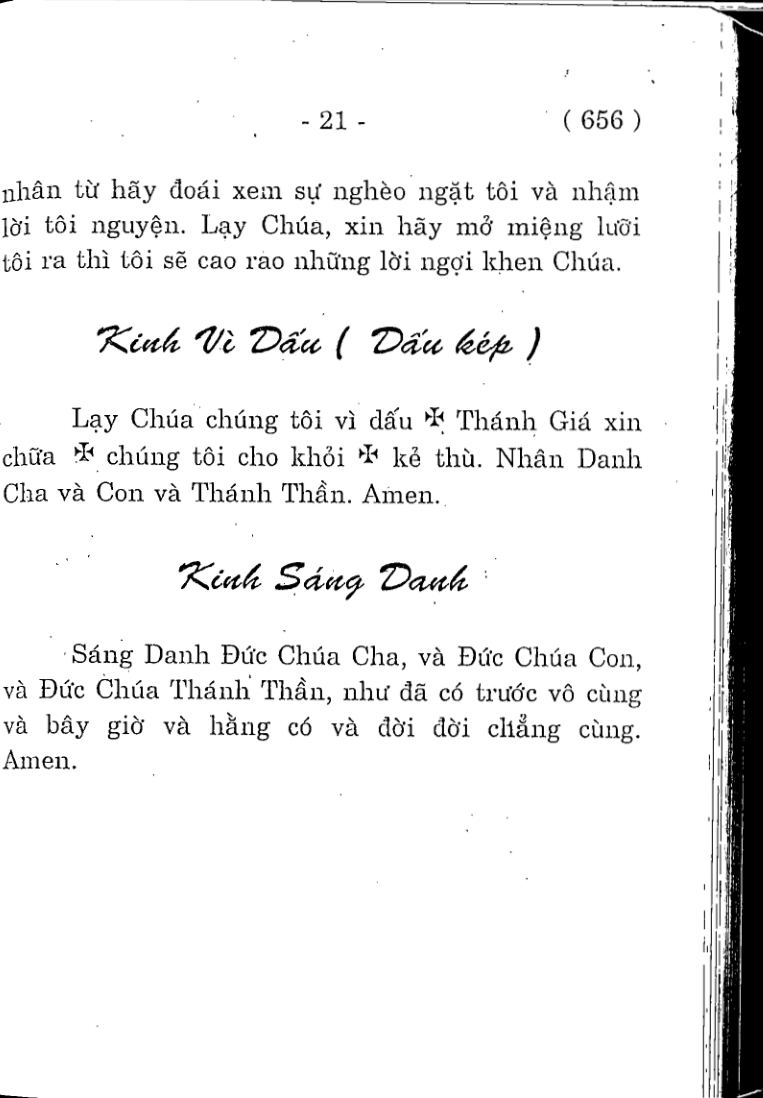 - 21 -
( 656 )
nhân từ hãy đoái xem sự nghèo ngặt tôi và nhậm
lời tôi nguyện. Lạy Chúa, xin hãy mở miệng lưỡi
tôi ra thì tôi sẽ cao rao những lời ngợi khen Chúa.
Kinh Vì Dấu ( Dấu kép )
Lạy Chúa chúng tôi vì dấu ✠ Thánh Giá xin
chữa ✠ chúng tôi cho khỏi ✠ kẻ thù. Nhân Danh
Cha và Con và Thánh Thần. Amen.
Kinh Sáng Danh
Sáng Danh Đức Chúa Cha, và Đức Chúa Con,
và Đức Chúa Thánh Thần, như đã có trước vô cùng
và bây giờ và hằng có và đời đời chẳng cùng.
Amen.